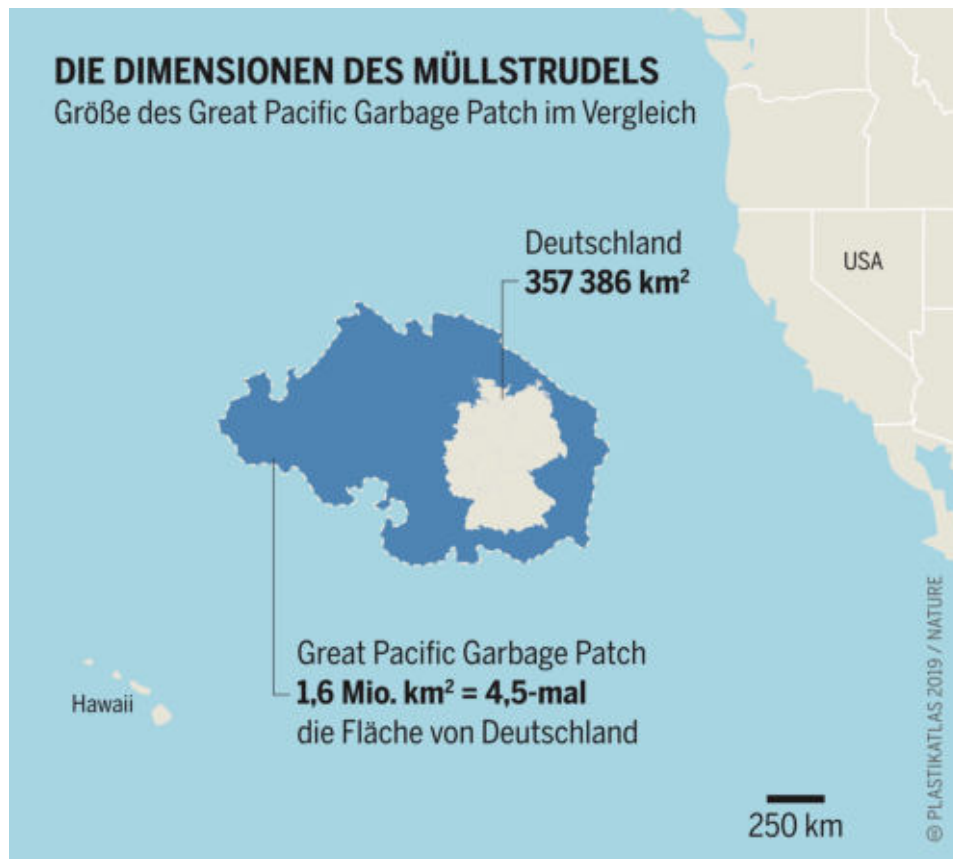 DIE DIMENSIONEN DES MÜLLSTRUDELS
Größe des Great Pacific Garbage Patch im Vergleich
Deutschland
357 386 km²
USA
Great Pacific Garbage Patch
1,6 Mio. km² = 4,5-mal
die Fläche von Deutschland
Hawaii
250 km
PLASTIKATLAS 2019 / NATURE